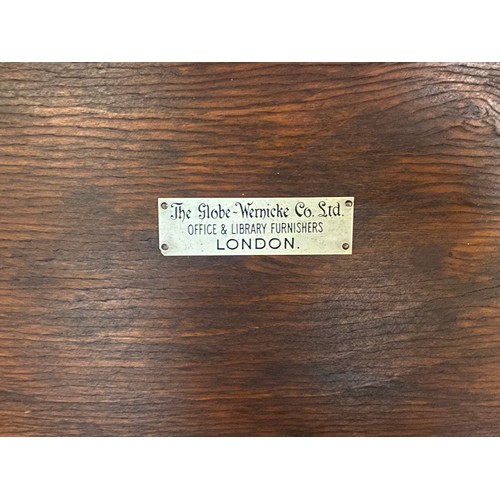 The Globe-Wernicke Co. Ltd.
OFFICE & LIBRARY FURNISHERS
LONDON.